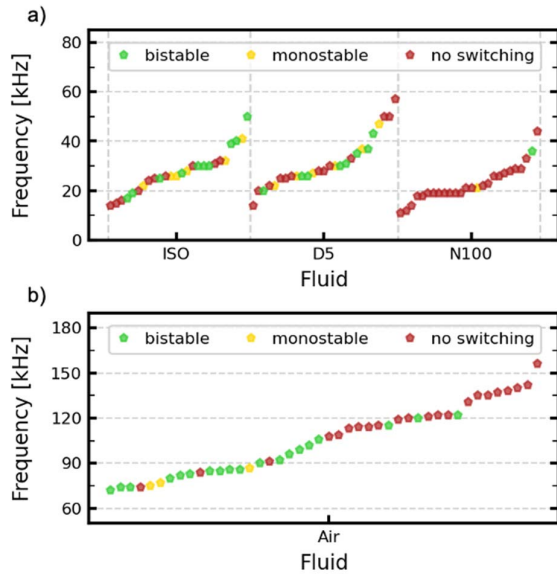 a)
80
60
40
20
0
Frequency [kHz]
bistable monostable no switching
ISO D5 N100
Fluid
b)
180
150
120
90
60
Frequency [kHz]
bistable monostable no switching
Air
Fluid